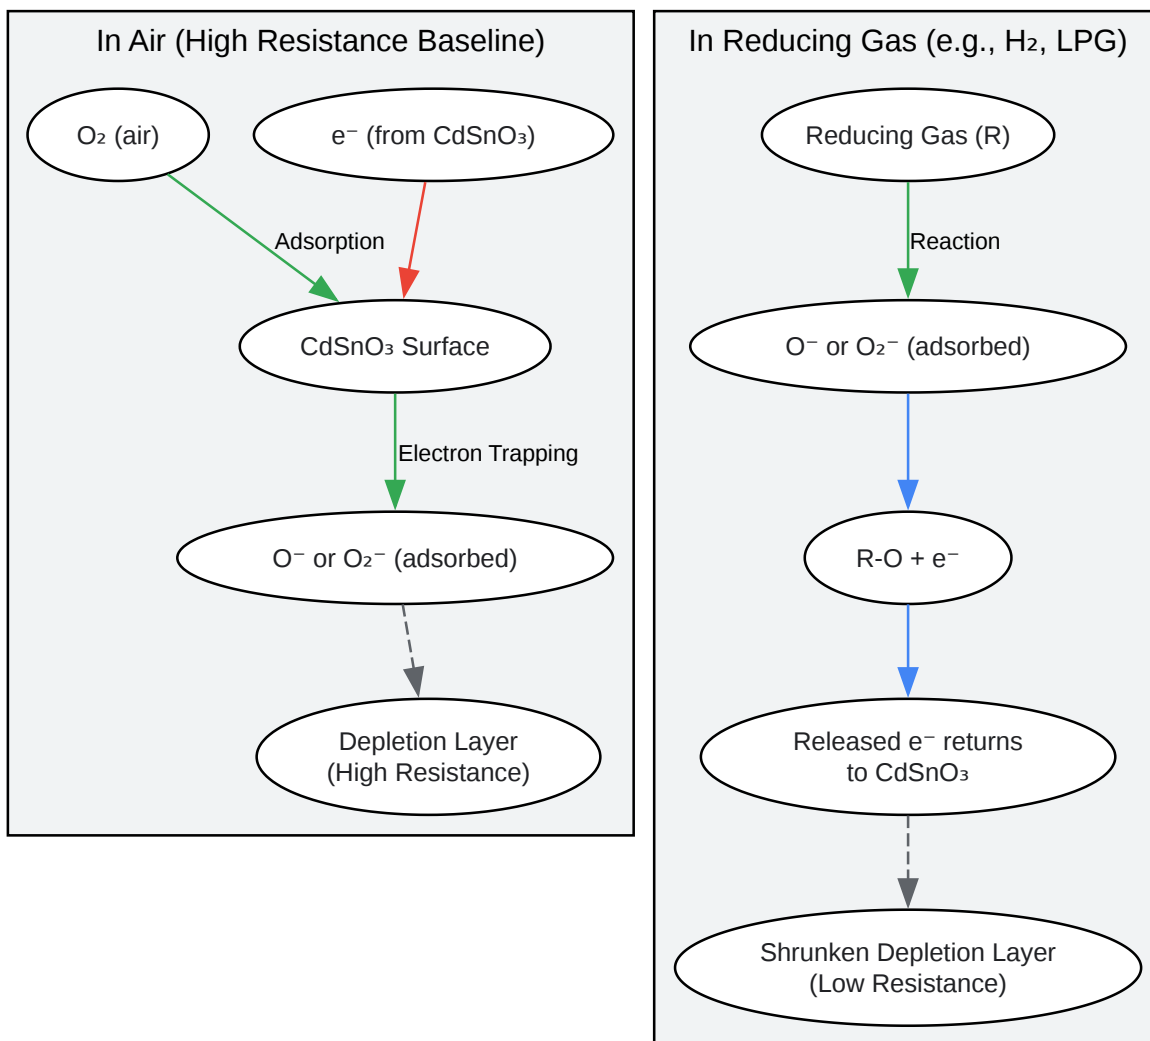 In Air (High Resistance Baseline)
O₂ (air)
e⁻ (from CdSnO₃)
Adsorption
CdSnO₃ Surface
Electron Trapping
O⁻ or O₂⁻ (adsorbed)
Depletion Layer
(High Resistance)
In Reducing Gas (e.g., H₂, LPG)
Reducing Gas (R)
Reaction
O⁻ or O₂⁻ (adsorbed)
R-O + e⁻
Released e⁻ returns
to CdSnO₃
Shrunken Depletion Layer
(Low Resistance)